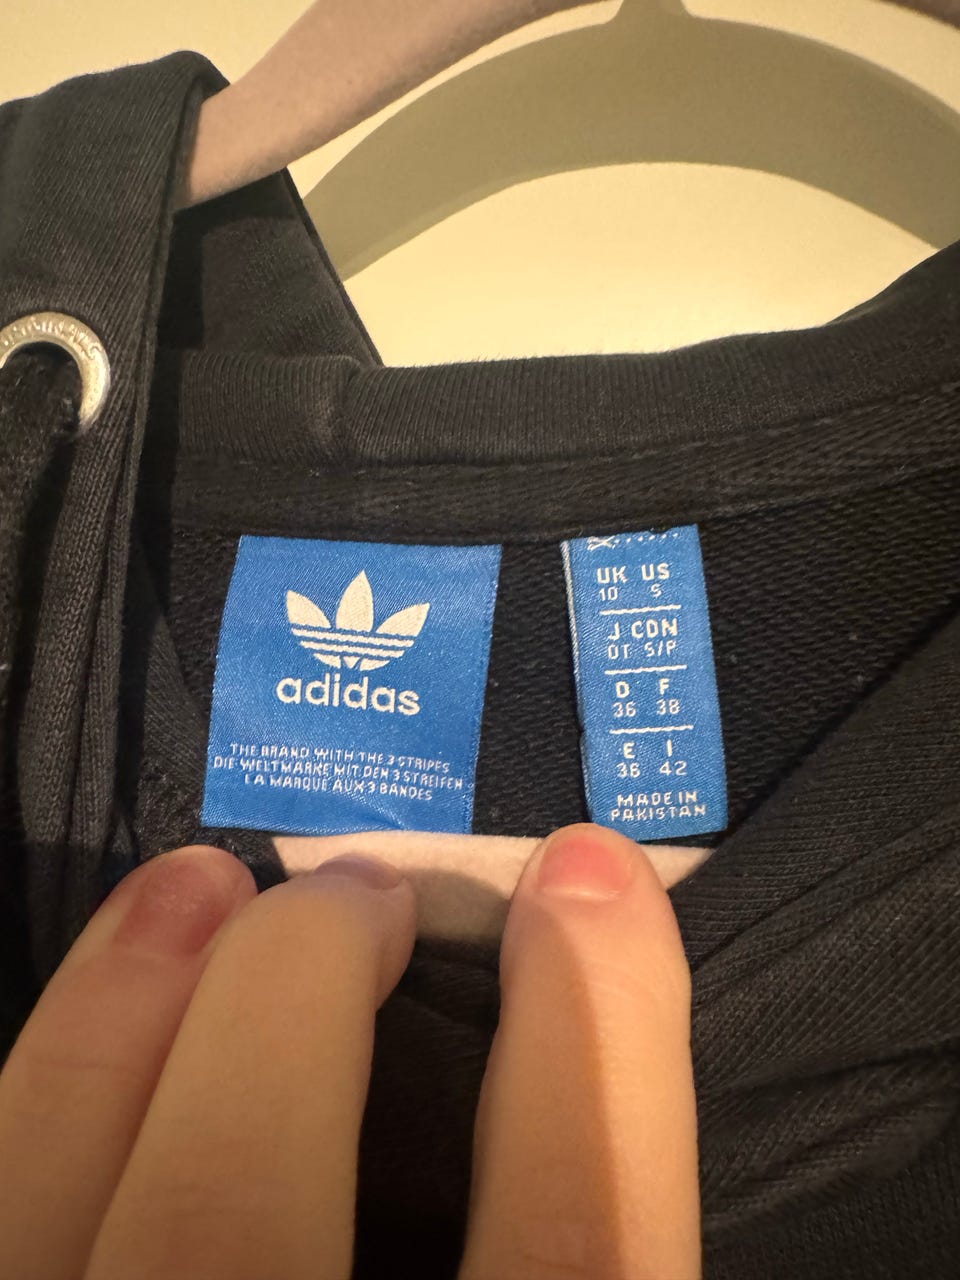 ORIGINALS
adidas
THE BRAND WITH THE 3 STRIPES
DIE WELTMARKE MIT DEN 3 STREIFEN
LA MARQUE AUX 3 BANDES
UK US
10 S
J CDN
OT S/P
D F
36 38
E I
38 42
MADE IN
PAKISTAN